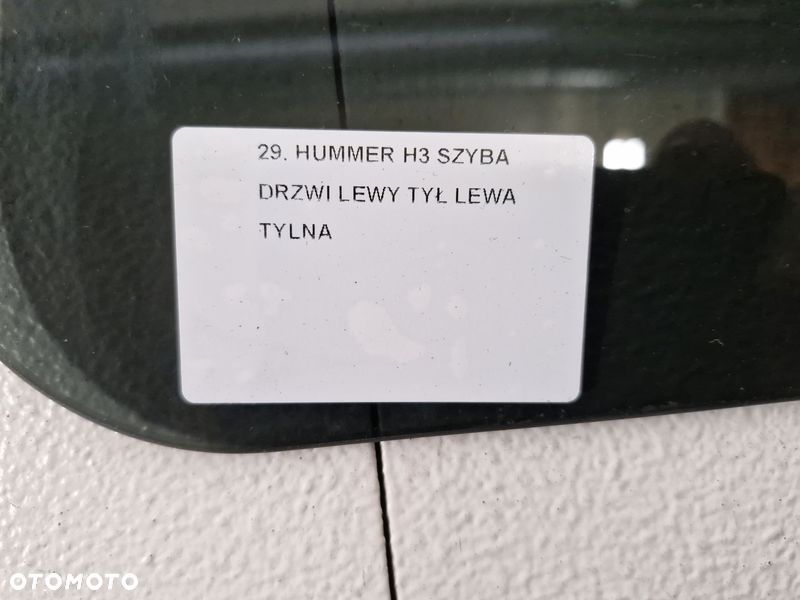 29. HUMMER H3 SZYBA
DRZWI LEWY TYŁ LEWA
TYLNA
OTOMOTO